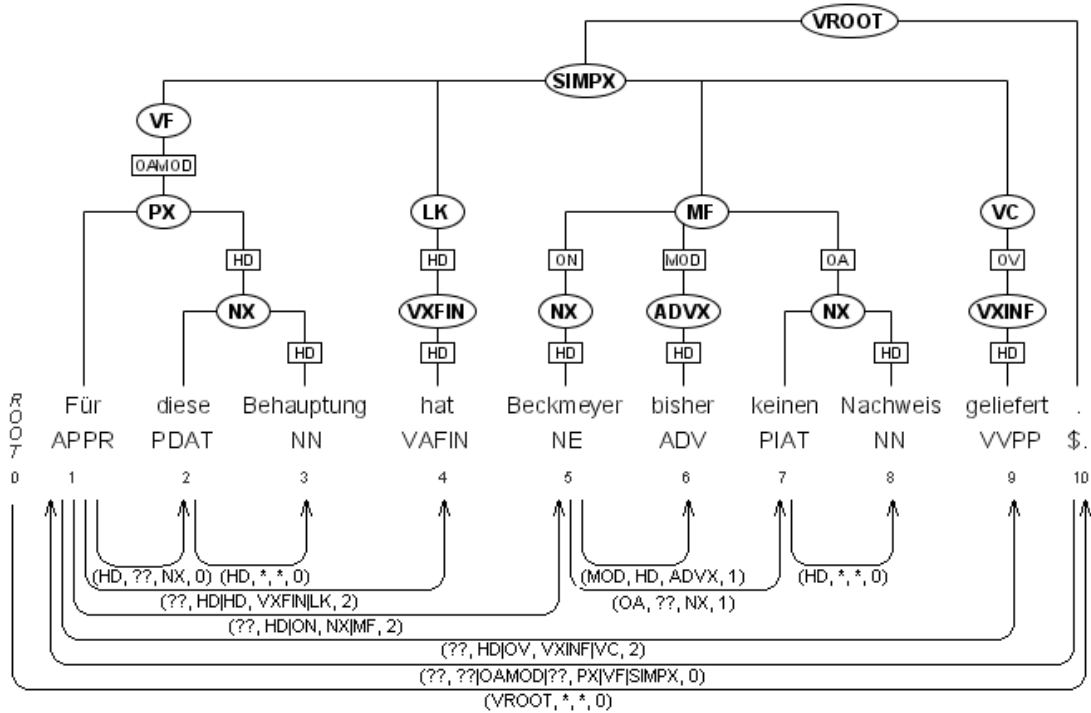 VROOT
SIMPX
VF
OAMOD
PX LK MF VC
HD HD ON MOD OA OV
NX VXFIN NX ADVX NX VXINF
HD HD HD HD HD HD
ROOT Für diese Behauptung hat Beckmeyer bisher keinen Nachweis geliefert .
APPR PDAT NN VAFIN NE ADV PIAT NN VVPP $.
0 1 2 3 4 5 6 7 8 9 10
(HD, ??, NX, 0) (HD, *, *, 0) (MOD, HD, ADVX, 1) (HD, *, *, 0)
(??, HD|HD, VXFIN|LK, 2) (OA, ??, NX, 1)
(??, HD|ON, NX|MF, 2)
(??, HD|OV, VXINF|VC, 2)
(??, ??|OAMOD|??, PX|VF|SIMPX, 0)
(VROOT, *, *, 0)